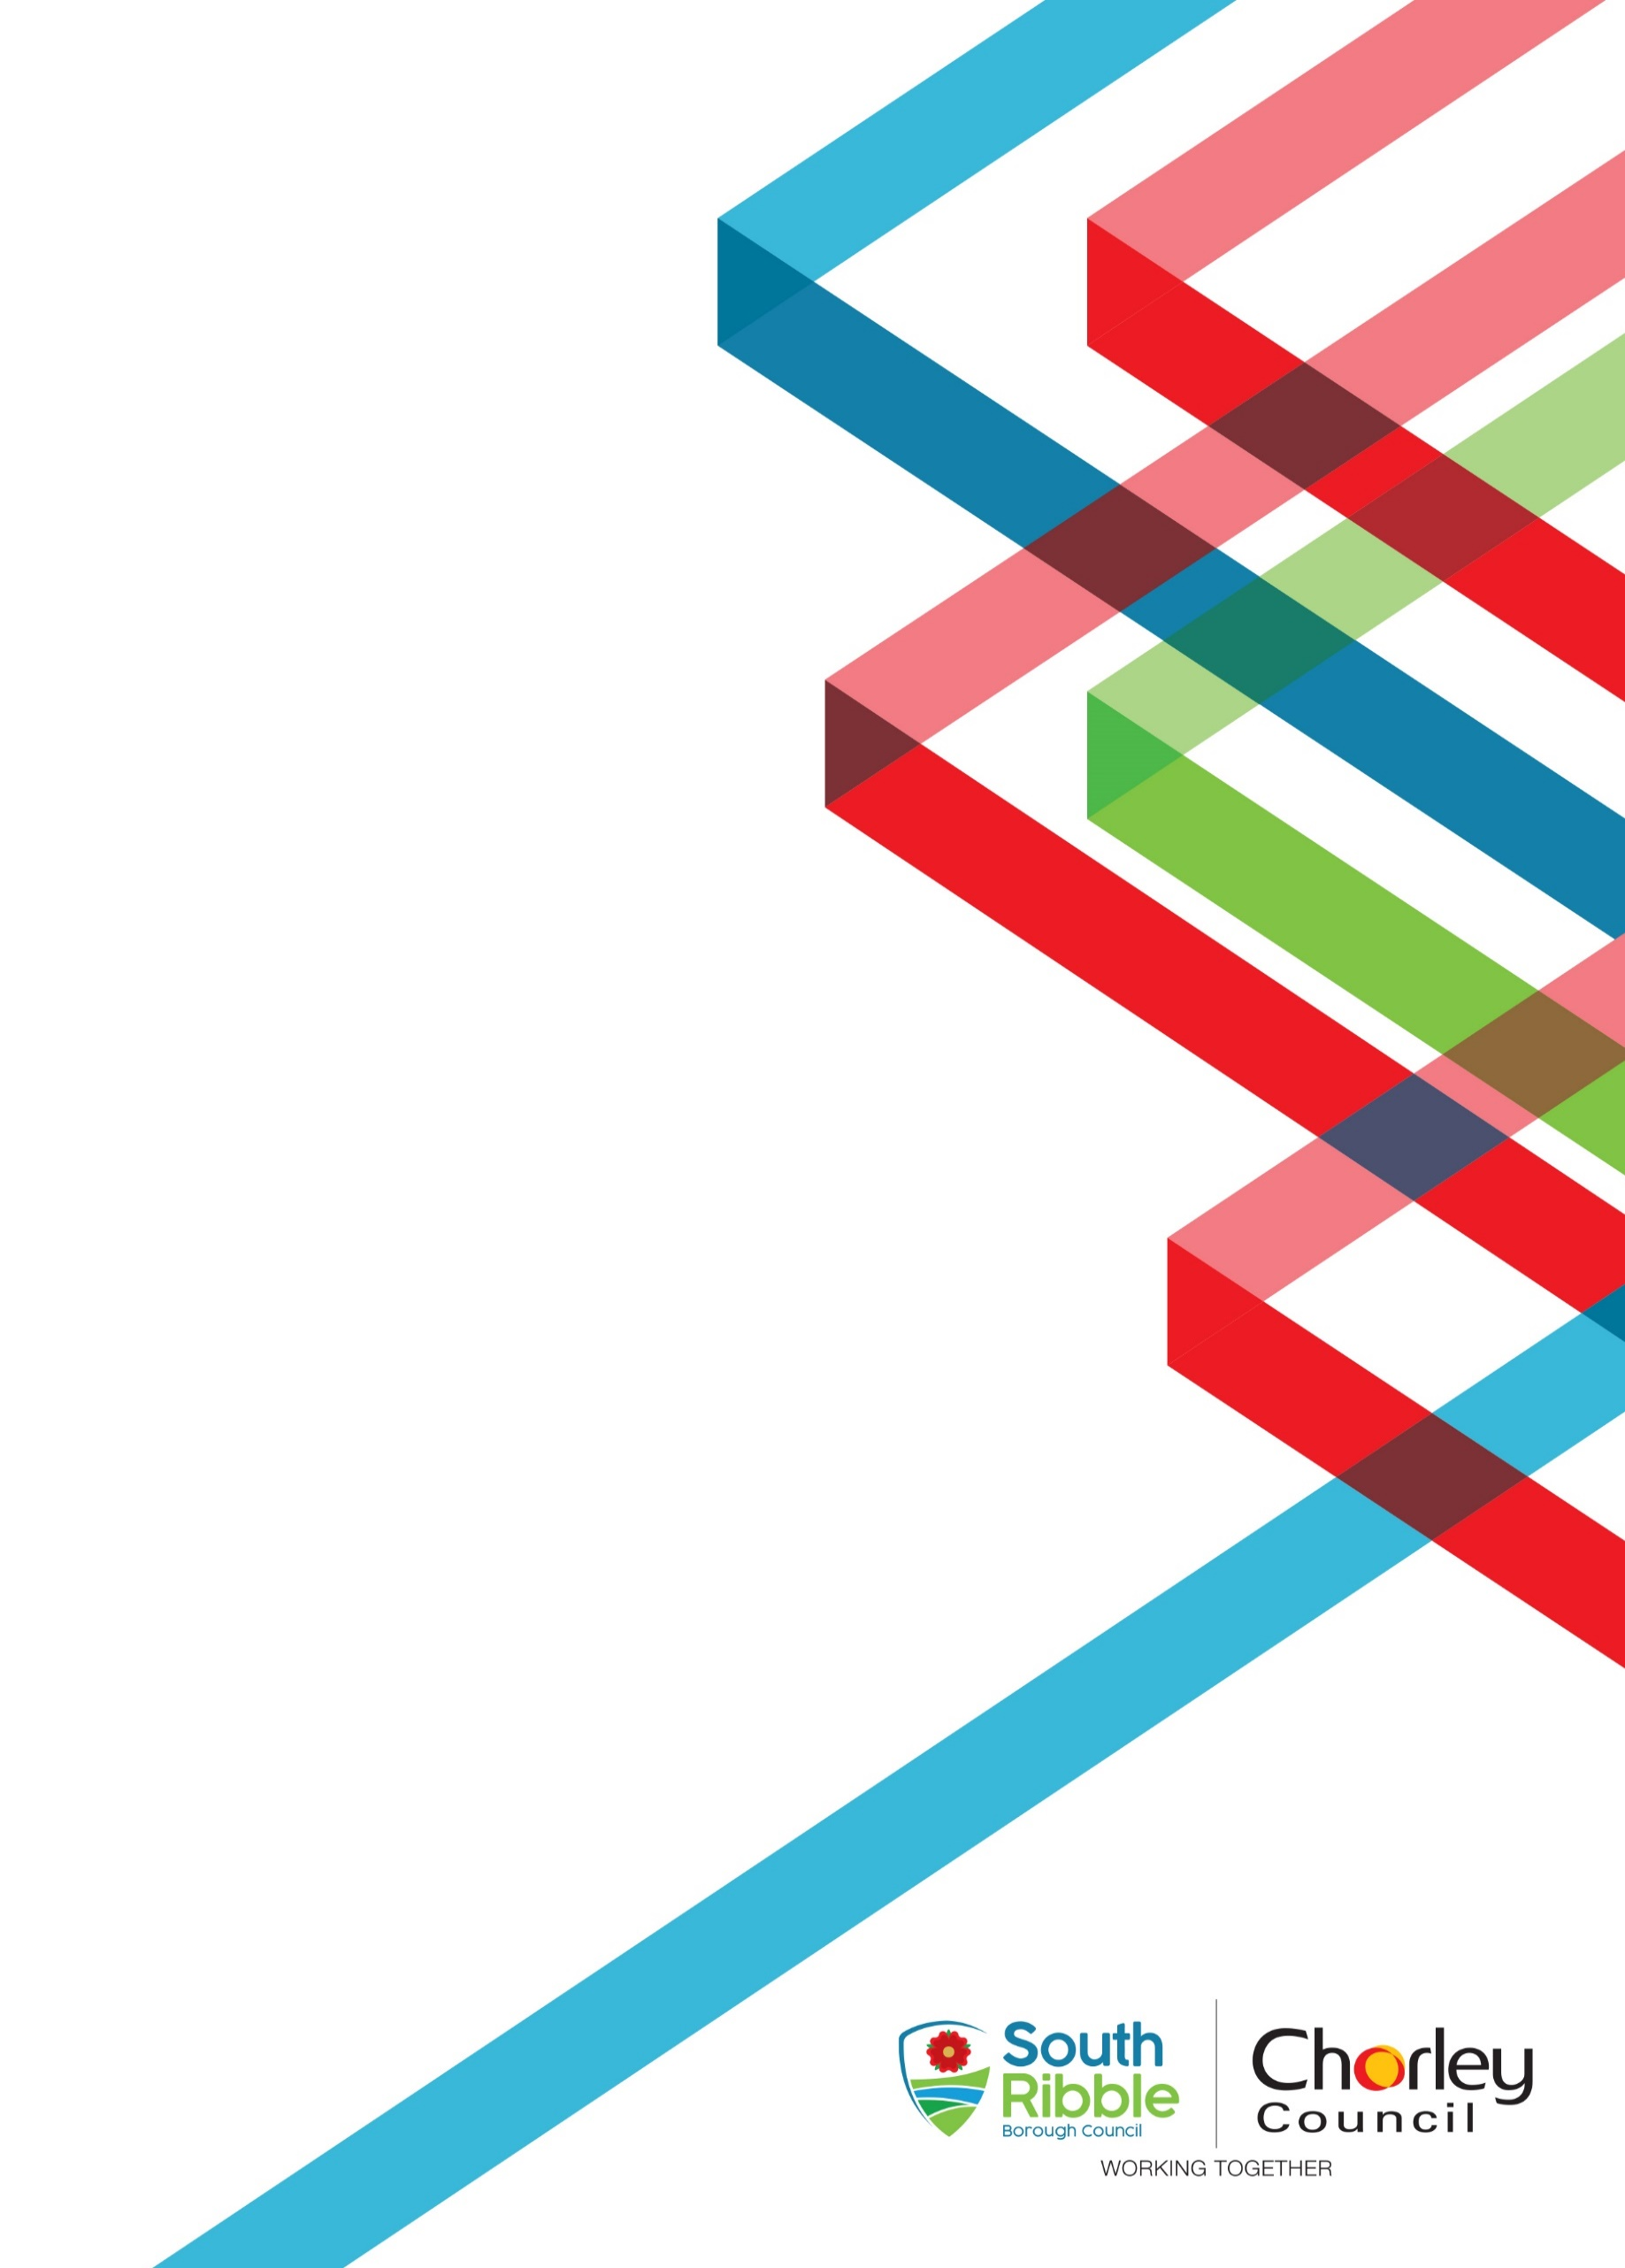 South
Ribble
Borough Council
Chorley
Council
WORKING TOGETHER